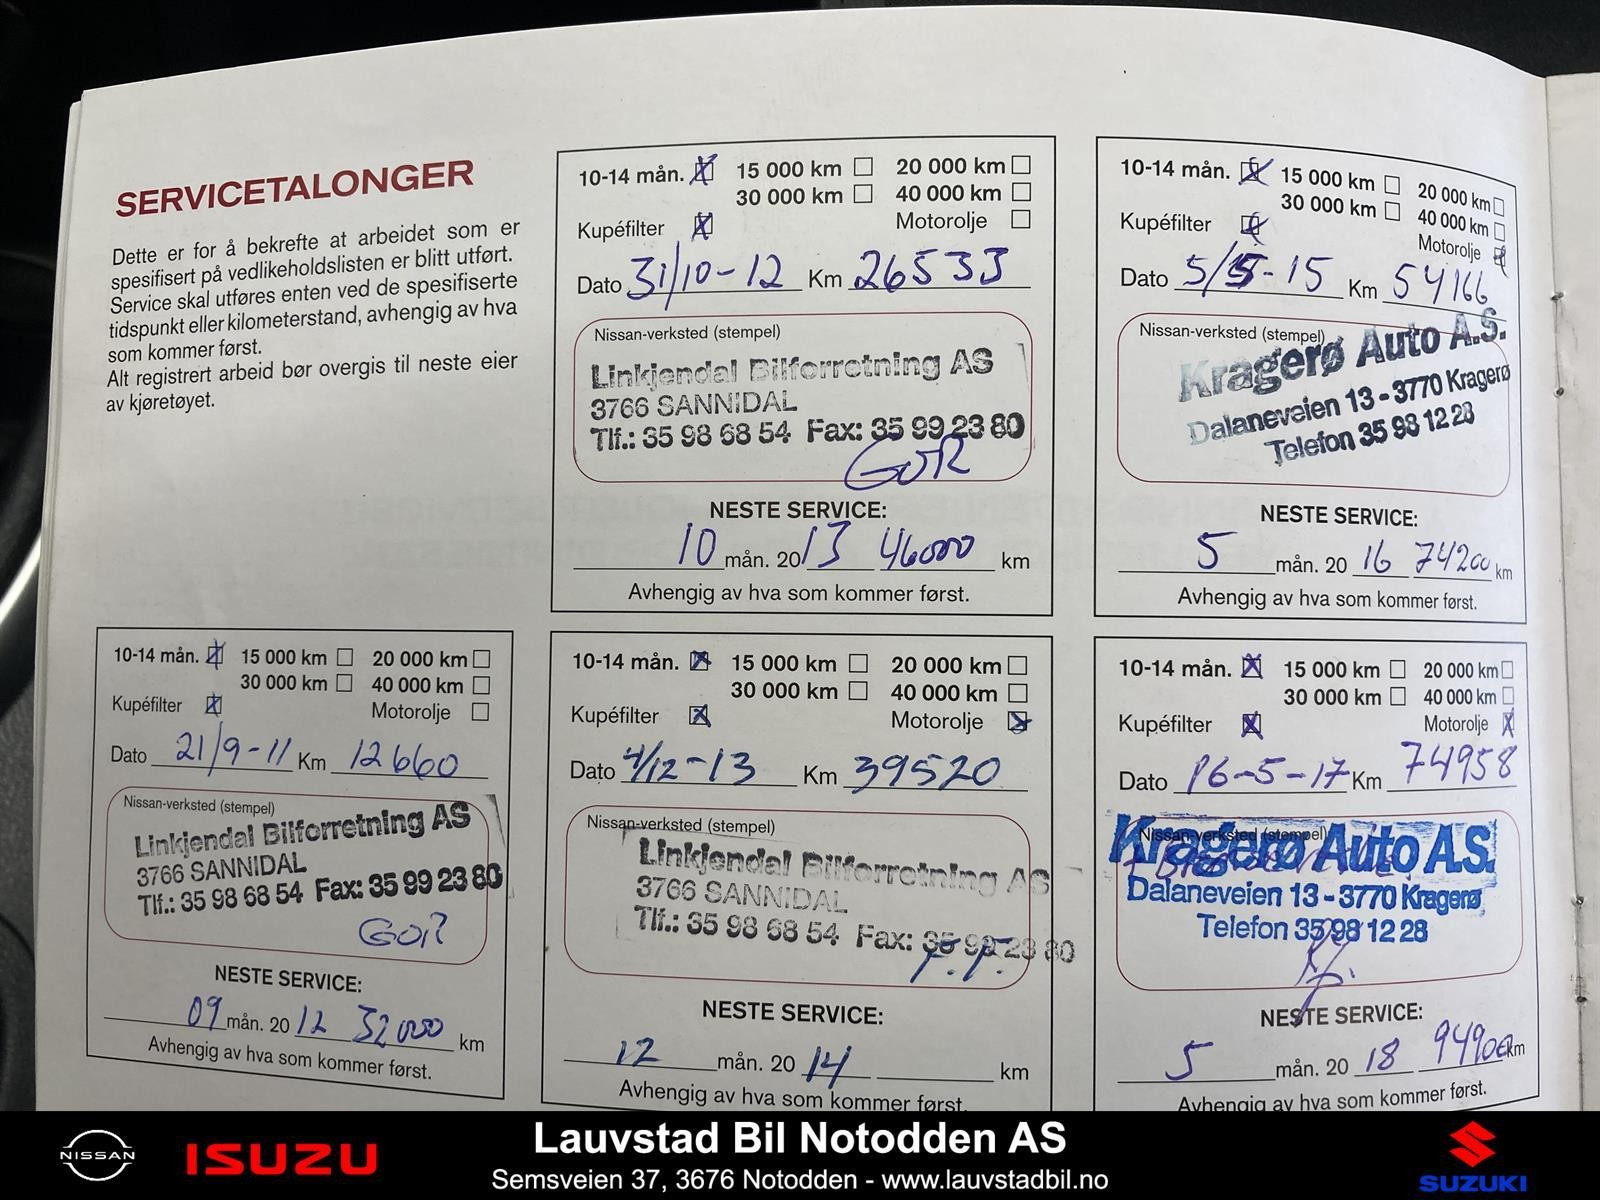 SERVICETALONGER
Dette er for å bekrefte at arbeidet som er
spesifisert på vedlikeholdslisten er blitt utført.
Service skal utføres enten ved de spesifiserte
tidspunkt eller kilometerstand, avhengig av hva
som kommer først.
Alt registrert arbeid bør overgis til neste eier
av kjøretøyet.
10-14 mån. 15 000 km 20 000 km
30 000 km 40 000 km
Kupéfilter Motorolje
Dato 31/10-12 Km 26533
Nissan-verksted (stempel)
Linkjendal Bilforretning AS
3766 SANNIDAL
Tlf.: 35 98 68 54 Fax: 35 99 23 80
GOR
NESTE SERVICE:
10 mån. 2013 46000 km
Avhengig av hva som kommer først.
10-14 mån. 15 000 km 20 000 km
30 000 km 40 000 km
Kupéfilter Motorolje
Dato 5/5-15 Km 54166
Nissan-verksted (stempel)
Kragerø Auto A.S.
Dalaneveien 13 - 3770 Kragerø
Telefon 35 98 12 28
NESTE SERVICE:
5 mån. 20 16 74200 km
Avhengig av hva som kommer først.
10-14 mån. 15 000 km 20 000 km
30 000 km 40 000 km
Kupéfilter Motorolje
Dato 21/9-11 Km 12660
Nissan-verksted (stempel)
Linkjendal Bilforretning AS
3766 SANNIDAL
Tlf.: 35 98 68 54 Fax: 35 99 23 80
GOR
NESTE SERVICE:
09 mån. 20 12 32000 km
Avhengig av hva som kommer først.
10-14 mån. 15 000 km 20 000 km
30 000 km 40 000 km
Kupéfilter Motorolje
Dato 4/12-13 Km 39520
Nissan-verksted (stempel)
Linkjendal Bilforretning AS
3766 SANNIDAL
Tlf.: 35 98 68 54 Fax: 35 99 23 80
NESTE SERVICE:
12 mån. 20 14 km
Avhengig av hva som kommer først.
10-14 mån. 15 000 km 20 000 km
30 000 km 40 000 km
Kupéfilter Motorolje
Dato 16-5-17 Km 74958
Nissan-verksted (stempel)
Kragerø Auto A.S.
Dalaneveien 13 - 3770 Kragerø
Telefon 35 98 12 28
NESTE SERVICE:
5 mån. 20 18 94900 km
Avhengig av hva som kommer først.
NISSAN
ISUZU
Lauvstad Bil Notodden AS
Semsveien 37, 3676 Notodden - www.lauvstadbil.no
SUZUKI